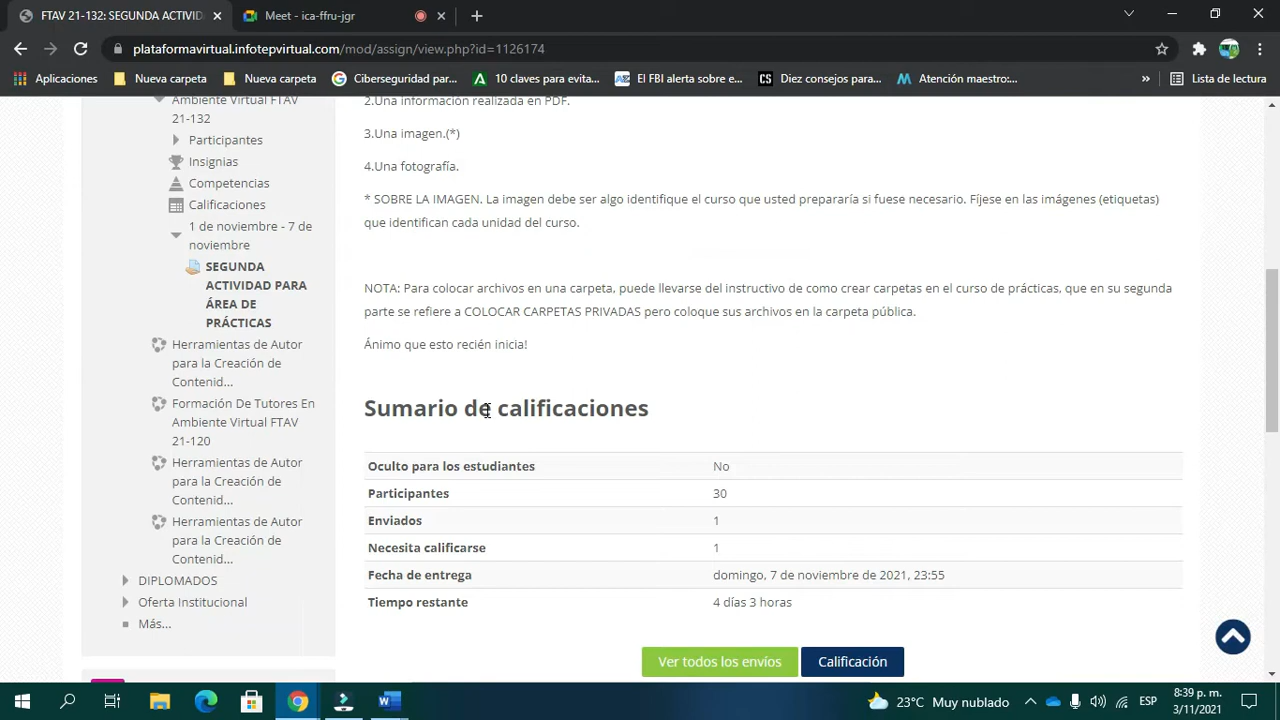 FTAV 21-132: SEGUNDA ACTIVID
Meet - ica-ffru-jgr
plataformavirtual.infotepvirtual.com/mod/assign/view.php?id=1126174
Aplicaciones
Nueva carpeta
Nueva carpeta
Ciberseguridad par...
10 claves para evita...
El FBI alerta sobre e...
Diez consejos para...
Atención maestro:...
»
Lista de lectura
Ambiente Virtual FTAV
21-132
Participantes
Insignias
Competencias
Calificaciones
1 de noviembre - 7 de
noviembre
SEGUNDA
ACTIVIDAD PARA
ÁREA DE
PRÁCTICAS
Herramientas de Autor
para la Creación de
Contenid...
Formación De Tutores En
Ambiente Virtual FTAV
21-120
Herramientas de Autor
para la Creación de
Contenid...
Herramientas de Autor
para la Creación de
Contenid...
DIPLOMADOS
Oferta Institucional
Más...
2.Una información realizada en PDF.
3.Una imagen.(*)
4.Una fotografía.
* SOBRE LA IMAGEN. La imagen debe ser algo identifique el curso que usted prepararía si fuese necesario. Fíjese en las imágenes (etiquetas)
que identifican cada unidad del curso.
NOTA: Para colocar archivos en una carpeta, puede llevarse del instructivo de como crear carpetas en el curso de prácticas, que en su segunda
parte se refiere a COLOCAR CARPETAS PRIVADAS pero coloque sus archivos en la carpeta pública.
Ánimo que esto recién inicia!
Sumario de calificaciones
Oculto para los estudiantes No
Participantes 30
Enviados 1
Necesita calificarse 1
Fecha de entrega domingo, 7 de noviembre de 2021, 23:55
Tiempo restante 4 días 3 horas
Ver todos los envíos
Calificación
23°C Muy nublado
ESP
8:39 p. m.
3/11/2021